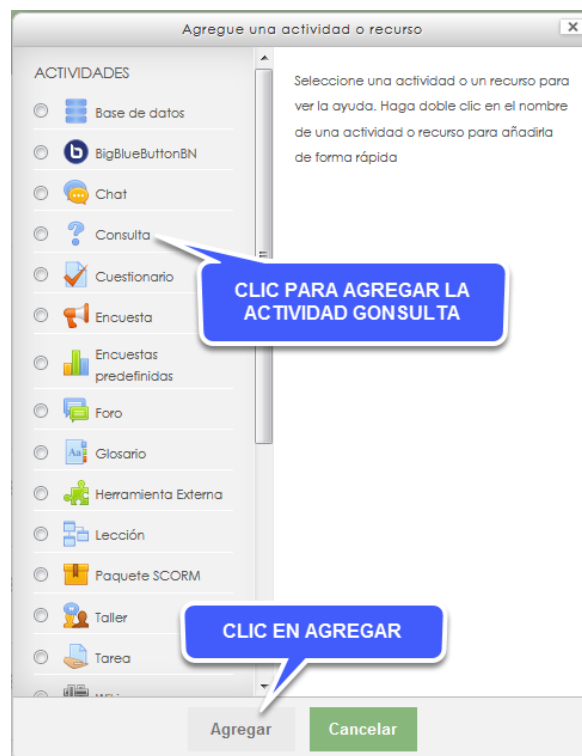 Agregue una actividad o recurso
ACTIVIDADES
Base de datos
BigBlueButtonBN
Chat
Consulta
Cuestionario
Encuesta
Encuestas
predefinidas
Foro
Glosario
Herramienta Externa
Lección
Paquete SCORM
Taller
Tarea
Seleccione una actividad o un recurso para
ver la ayuda. Haga doble clic en el nombre
de una actividad o recurso para añadirla
de forma rápida
CLIC PARA AGREGAR LA
ACTIVIDAD GONSULTA
CLIC EN AGREGAR
Agregar
Cancelar